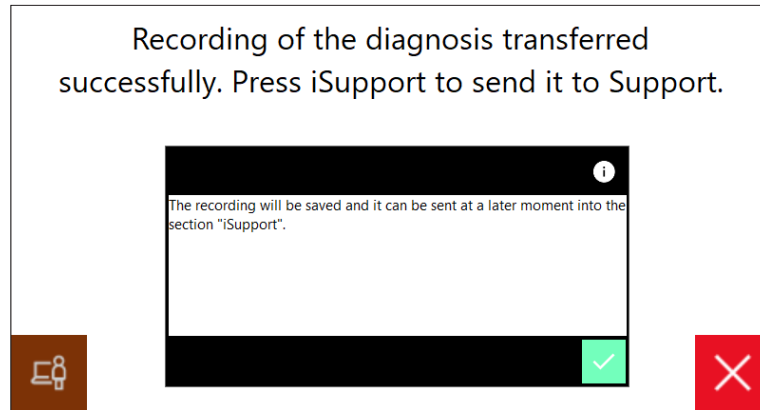 Recording of the diagnosis transferred
successfully. Press iSupport to send it to Support.
The recording will be saved and it can be sent at a later moment into the
section "iSupport".